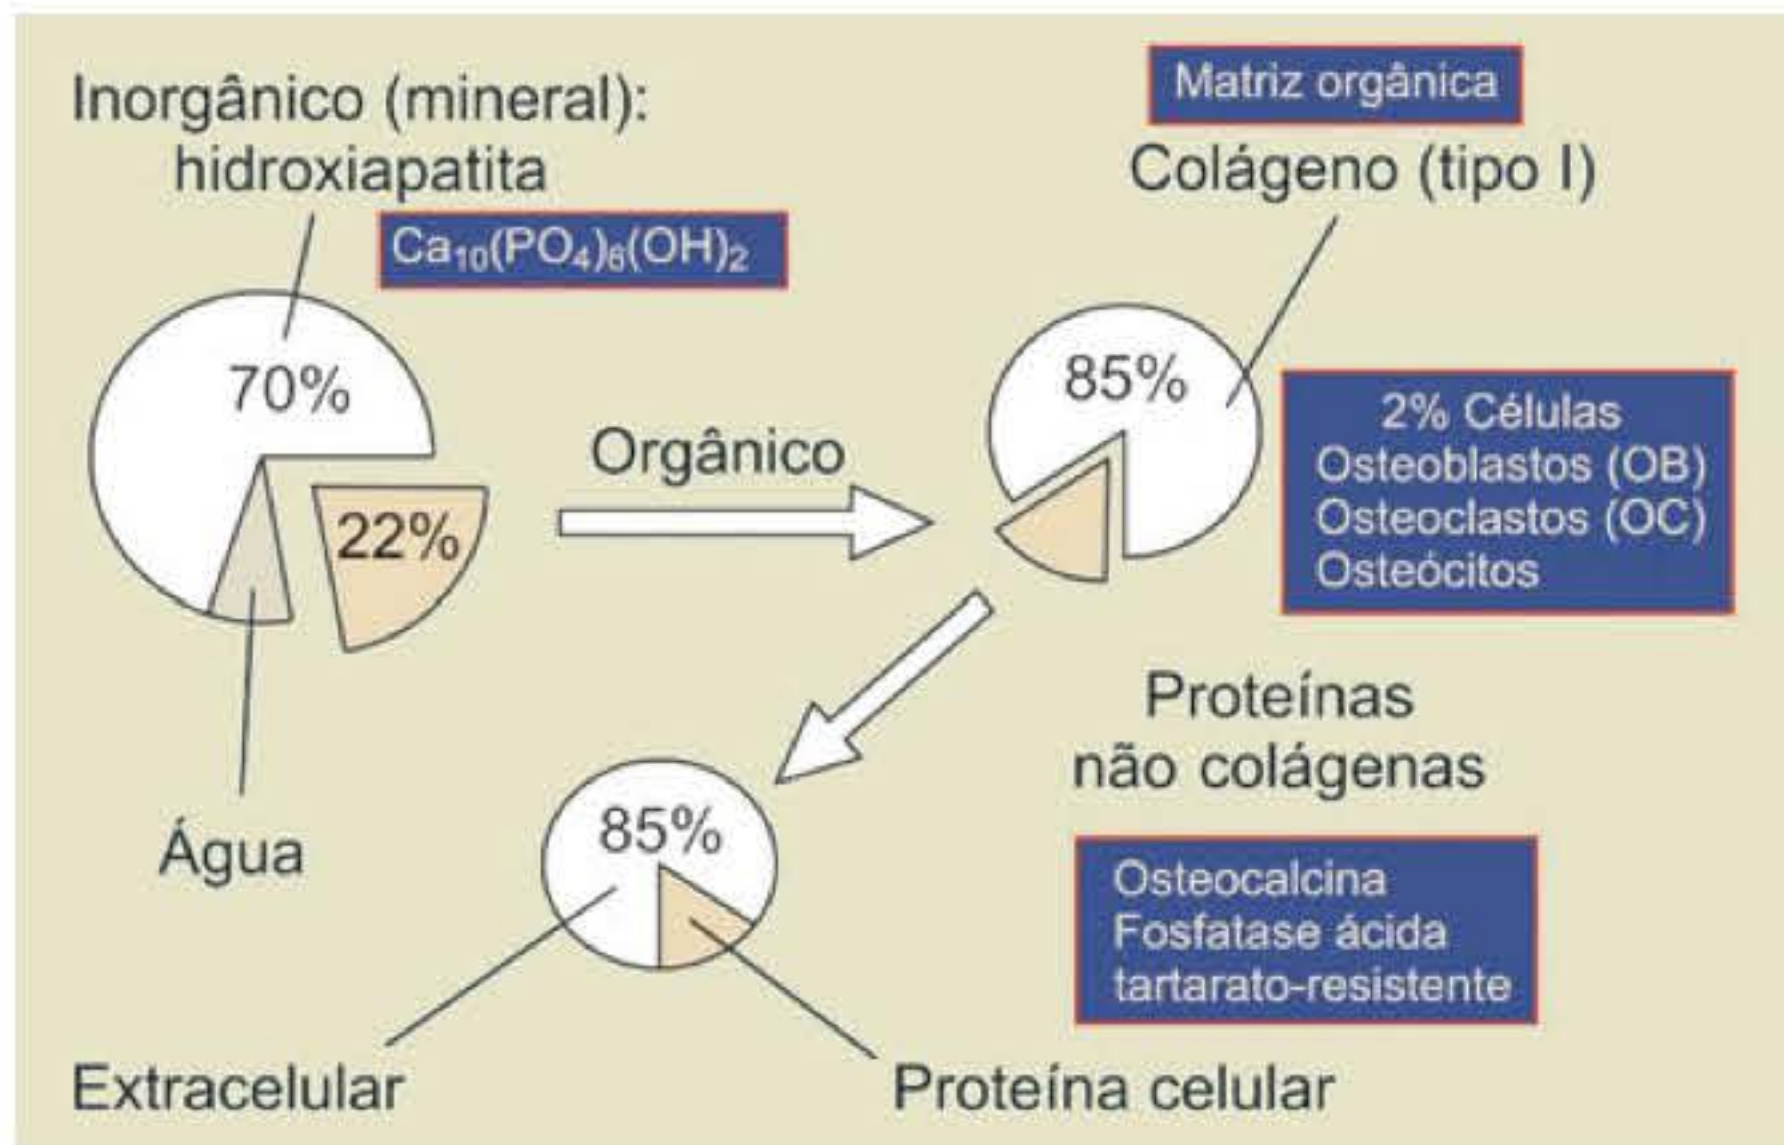 Inorgânico (mineral):
hidroxiapatita
Ca₁₀(PO₄)₆(OH)₂
70%
22%
Água
Orgânico
Matriz orgânica
Colágeno (tipo I)
85%
2% Células
Osteoblastos (OB)
Osteoclastos (OC)
Osteócitos
Proteínas
não colágenas
Osteocalcina
Fosfatase ácida
tartarato-resistente
85%
Extracelular
Proteína celular